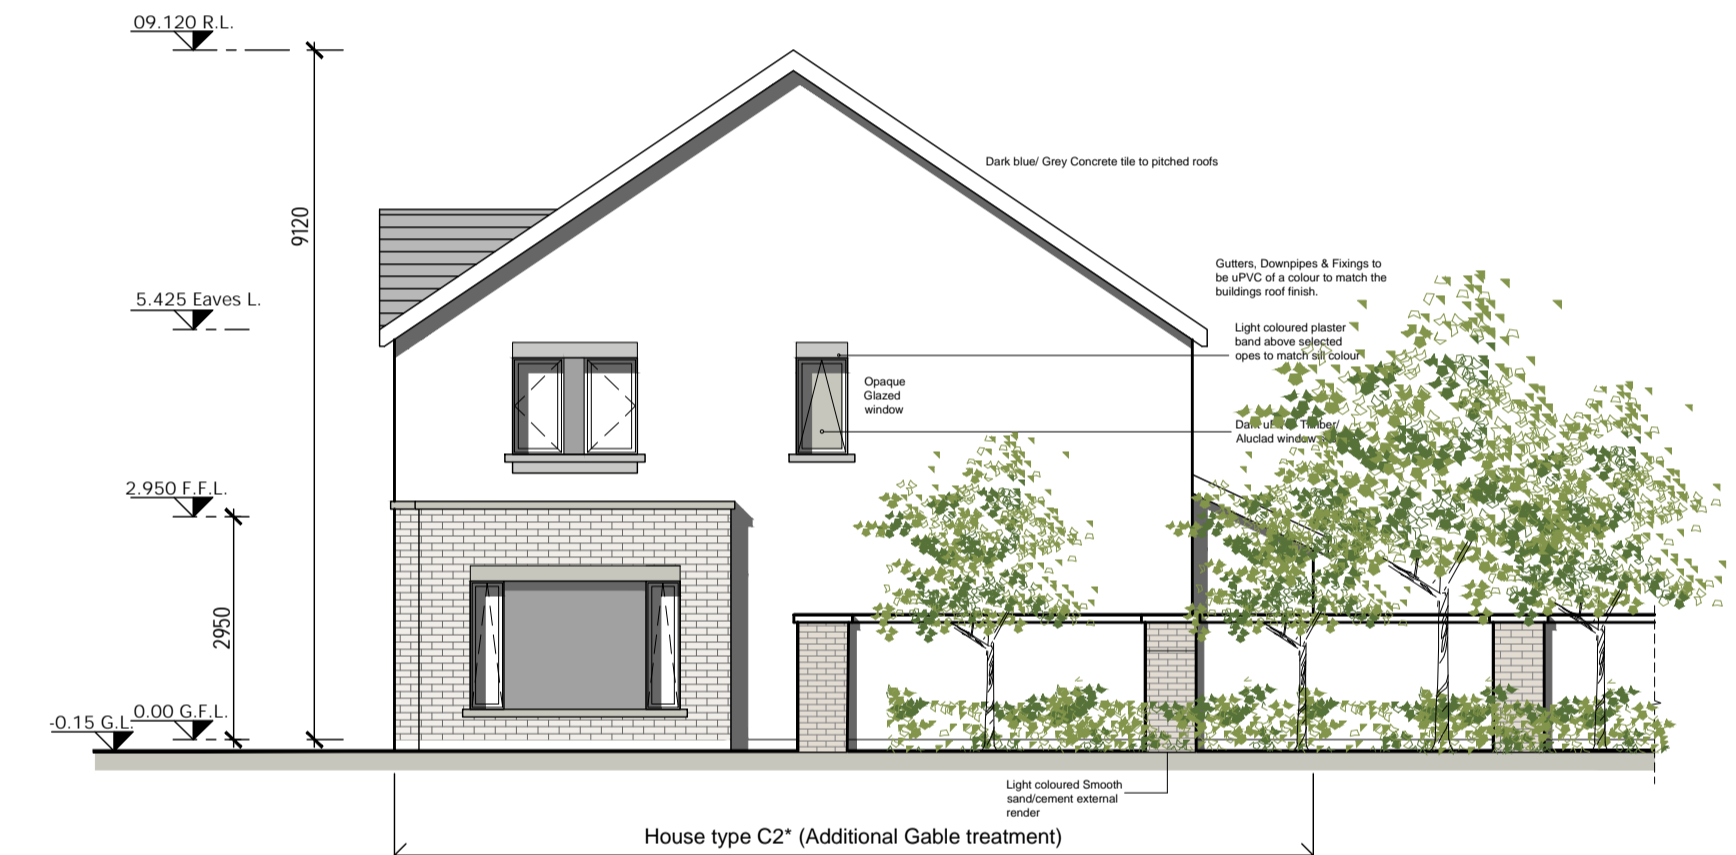 09.120 R.L.
9120
Dark blue/ Grey Concrete tile to pitched roofs
Gutters, Downpipes & Fixings to
be uPVC of a colour to match the
buildings roof finish.
5.425 Eaves L.
Light coloured plaster
band above selected
opes to match sill colour
Opaque
Glazed
window
Aluclad window
2.950 F.F.L.
2950
0.00 G.F.L.
-0.15 G.L.
Light coloured Smooth
sand/cement external
render
House type C2* (Additional Gable treatment)